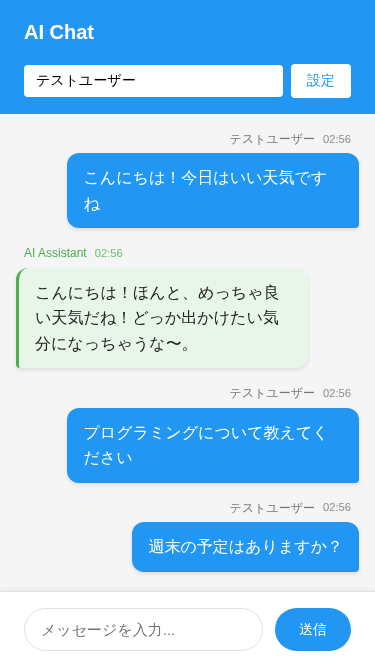 AI Chat
テストユーザー
設定
テストユーザー 02:56
こんにちは！今日はいい天気です
ね
AI Assistant 02:56
こんにちは！ほんと、めっちゃ良
い天気だね！どっか出かけたい気
分になっちゃうな〜。
テストユーザー 02:56
プログラミングについて教えてく
ださい
テストユーザー 02:56
週末の予定はありますか？
メッセージを入力...
送信